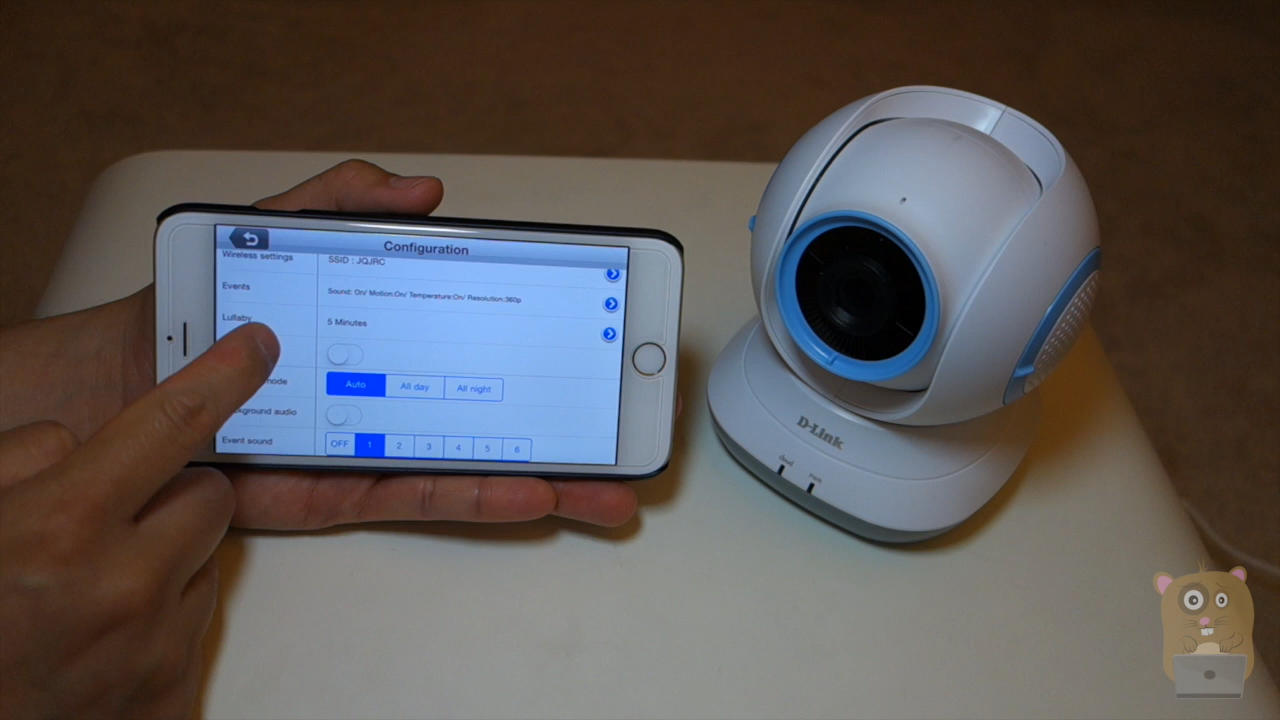 Configuration
Wireless settings SSID : JQJRC
Events Sound: On/ Motion:On/ Temperature:On/ Resolution:360p
Lullaby 5 Minutes
mode Auto All day All night
ckground audio
Event sound OFF 1 2 3 4 5 6
D-Link